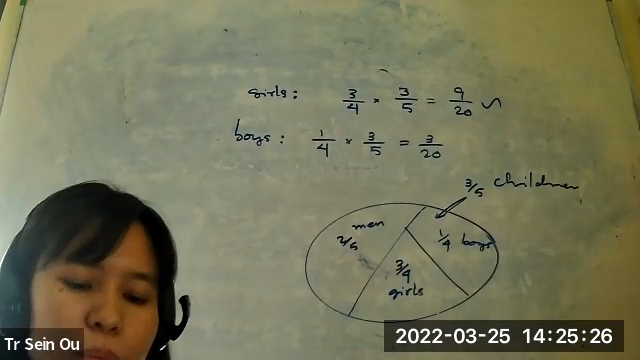 girls: 3/4 × 3/5 = 9/20
boys: 1/4 × 3/5 = 3/20
3/5 children
men
2/5
1/4 boys
3/4
girls
Tr Sein Ou
2022-03-25 14:25:26